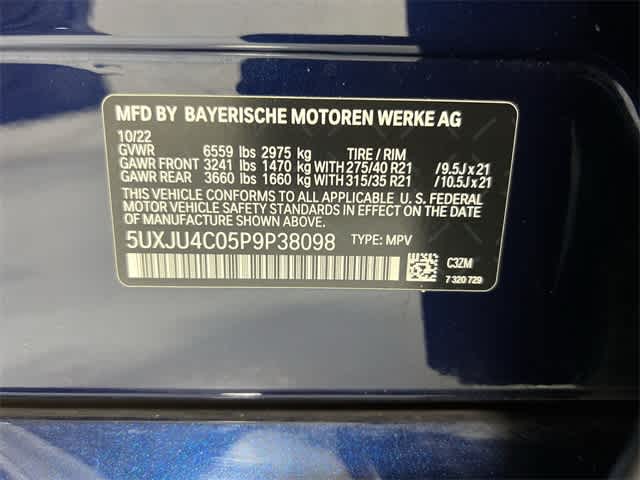 MFD BY BAYERISCHE MOTOREN WERKE AG
10/22
GVWR 6559 lbs 2975 kg TIRE / RIM
GAWR FRONT 3241 lbs 1470 kg WITH 275/40 R21 /9.5J x 21
GAWR REAR 3660 lbs 1660 kg WITH 315/35 R21 /10.5J x 21
THIS VEHICLE CONFORMS TO ALL APPLICABLE U. S. FEDERAL
MOTOR VEHICLE SAFETY STANDARDS IN EFFECT ON THE DATE OF
MANUFACTURE SHOWN ABOVE.
5UXJU4C05P9P38098 TYPE: MPV
C3ZM
7 320 729